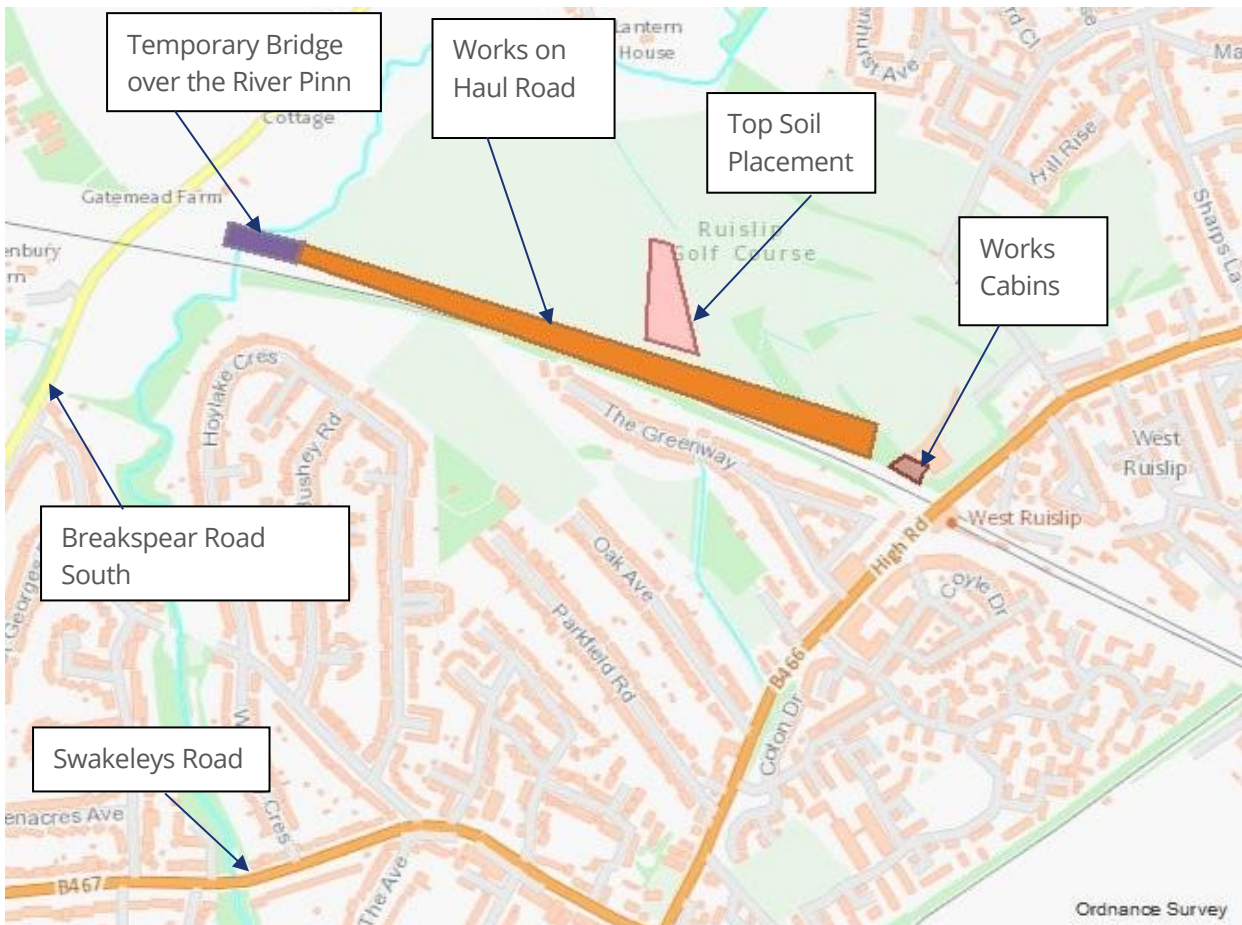 Temporary Bridge
over the River Pinn
Works on
Haul Road
Lantern
House
Top Soil
Placement
Works
Cabins
Cottage
Gatemead Farm
Ruislip
Golf Course
Hill Rise
Sharps La
Hoylake Cres
Bushey Rd
The Greenway
West
Ruislip
West Ruislip
High Rd
Breakspear Road
South
Oak Ave
Parkfield Rd
Coyle Dr
B466
Swakeleys Road
Cres
The Ave
B467
Ordnance Survey